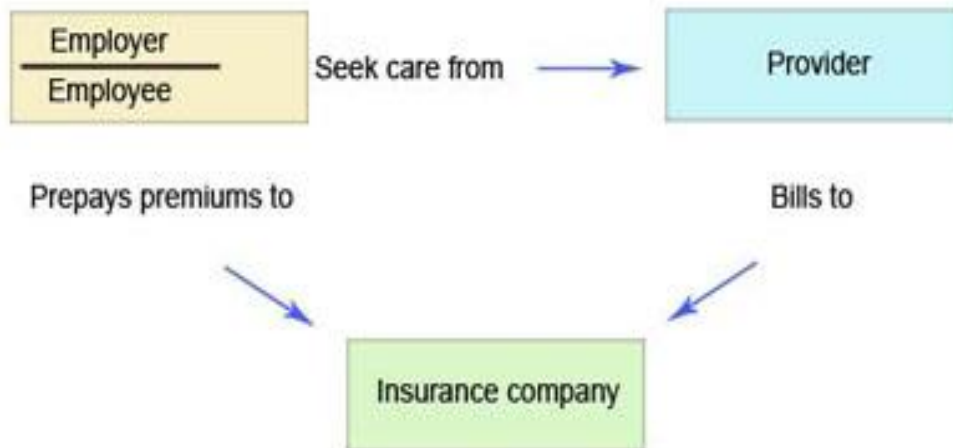 Employer
Employee
Seek care from
Provider
Prepays premiums to
Bills to
Insurance company